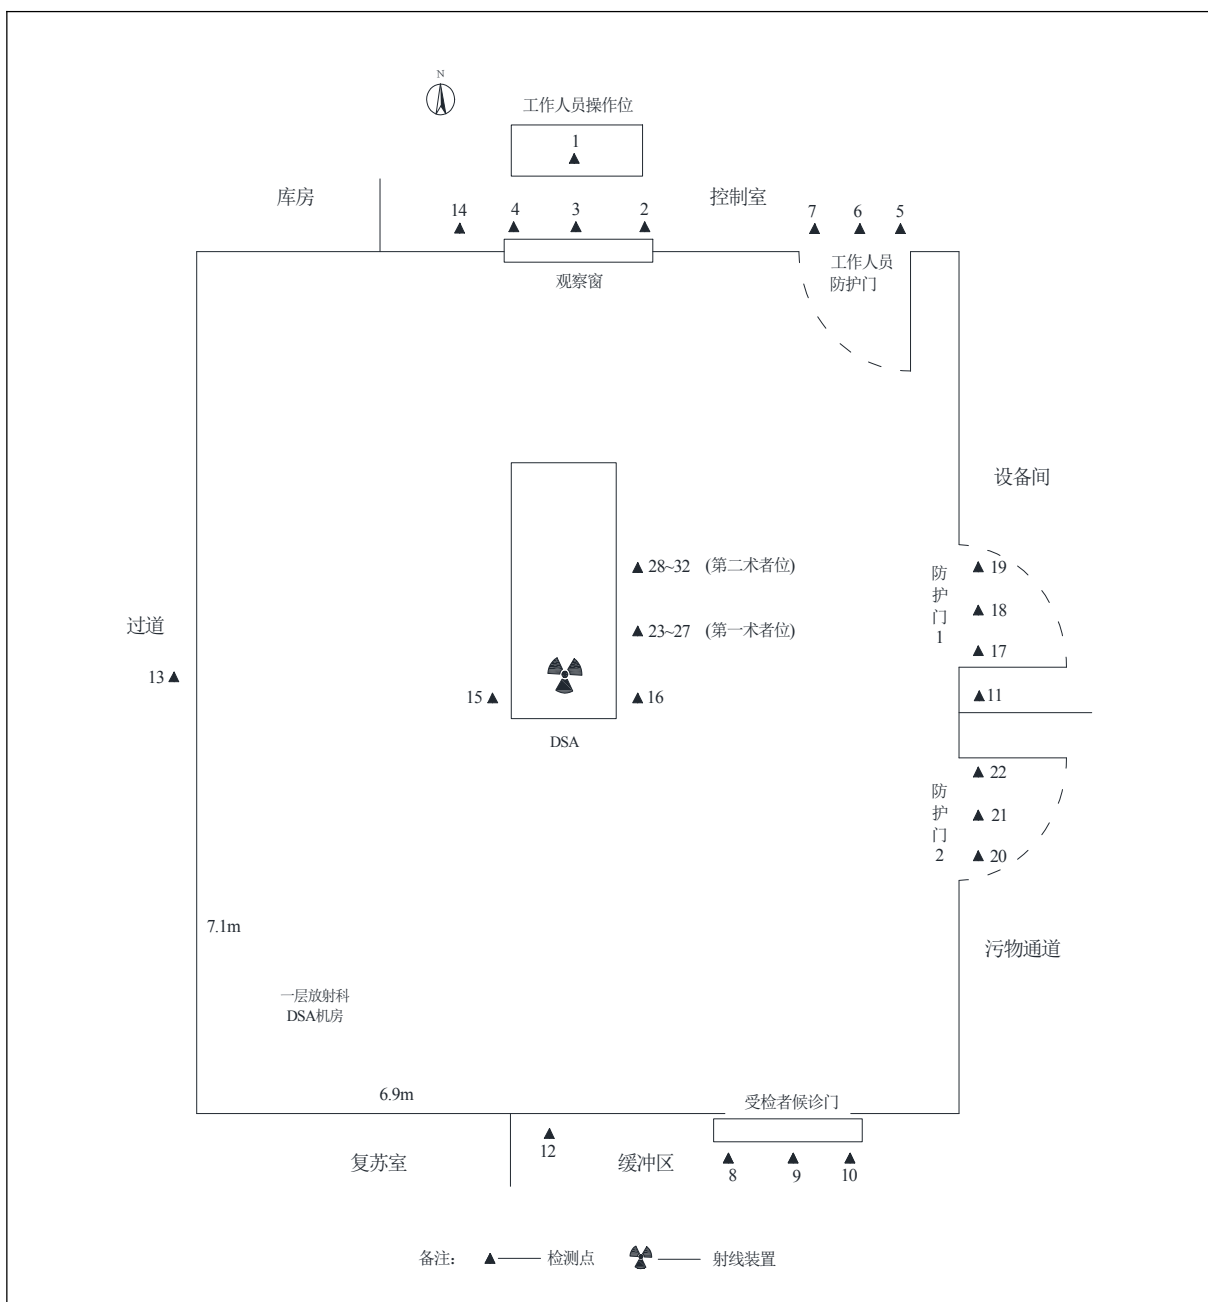 N
工作人员操作位
1
库房
控制室
14
4
3
2
7
6
5
观察窗
工作人员
防护门
设备间
28~32 (第二术者位)
防护门1
19
18
17
过道
23~27 (第一术者位)
13
15
16
11
DSA
22
防护门2
21
20
7.1m
污物通道
一层放射科
DSA机房
6.9m
受检者候诊门
12
复苏室
缓冲区
8
9
10
备注: 检测点 射线装置